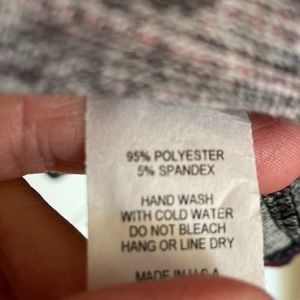 95% POLYESTER
5% SPANDEX
HAND WASH
WITH COLD WATER
DO NOT BLEACH
HANG OR LINE DRY
MADE IN U.S.A